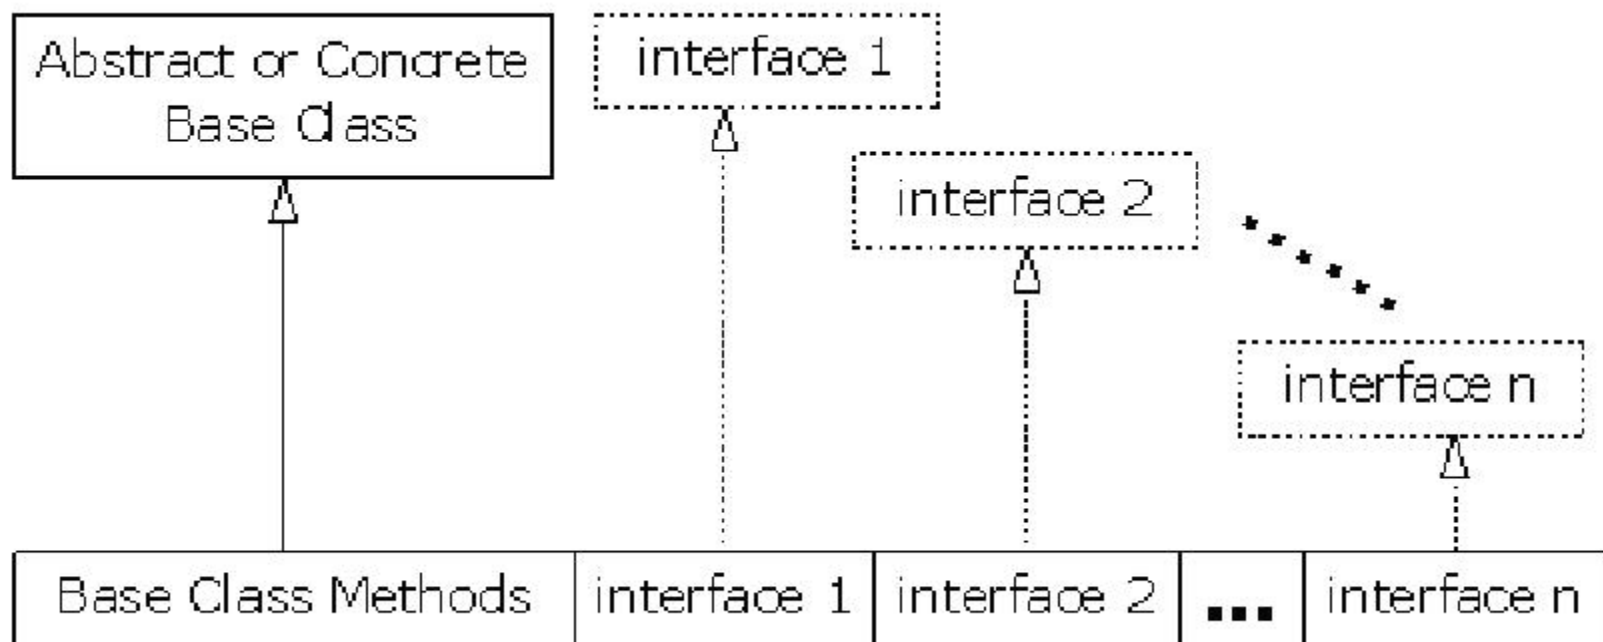 Abstract or Concrete
Base Class
interface 1
interface 2
interface n
Base Class Methods
interface 1
interface 2
...
interface n